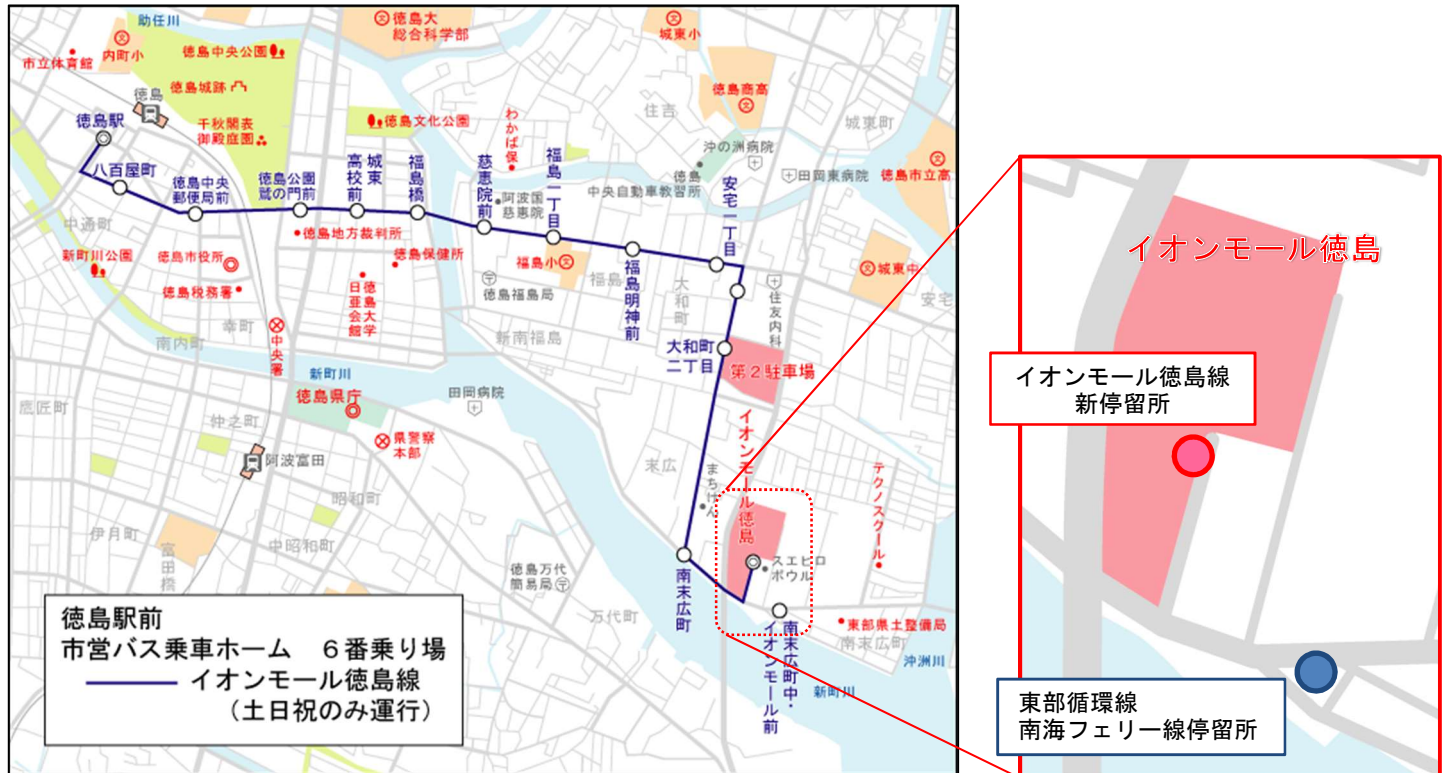 助任川
徳島大
総合科学部
城東小
市立体育館
内町小
徳島中央公園
徳島城跡
徳島
徳島駅
千秋閣表
御殿庭園
徳島文化公園
わかば保
住吉
徳島商高
城東町
沖の洲病院
徳島
中央自動車教習所
田岡東病院
徳島市立高
八百屋町
徳島中央
郵便局前
徳島公園
鷲の門前
城東
高校前
福島橋
慈恵院前
阿波国
慈恵院
福島一丁目
安宅一丁目
中通町
新町川公園
徳島市役所
徳島税務署
幸町
南内町
徳島地方裁判所
徳島保健所
徳島大学
日亜会館
中央署
福島小
徳島福島局
福島
福島明神前
大和町
新南福島
住友内科
城東中
安宅
大和町
二丁目
第2駐車場
新町川
徳島県庁
田岡病院
鷹匠町
仲之町
県警察
本部
阿波富田
昭和町
伊月町
中昭和町
富田橋
末広
まちけん
イオンモール徳島
テクノスクール
スエヒロ
ボウル
徳島万代
簡易局
万代町
南末広町
南末広町中・
イオンモール前
東部県土整備局
南末広町
沖洲川
新町川
徳島駅前
市営バス乗車ホーム 6番乗り場
イオンモール徳島線
(土日祝のみ運行)
イオンモール徳島
イオンモール徳島線
新停留所
東部循環線
南海フェリー線停留所